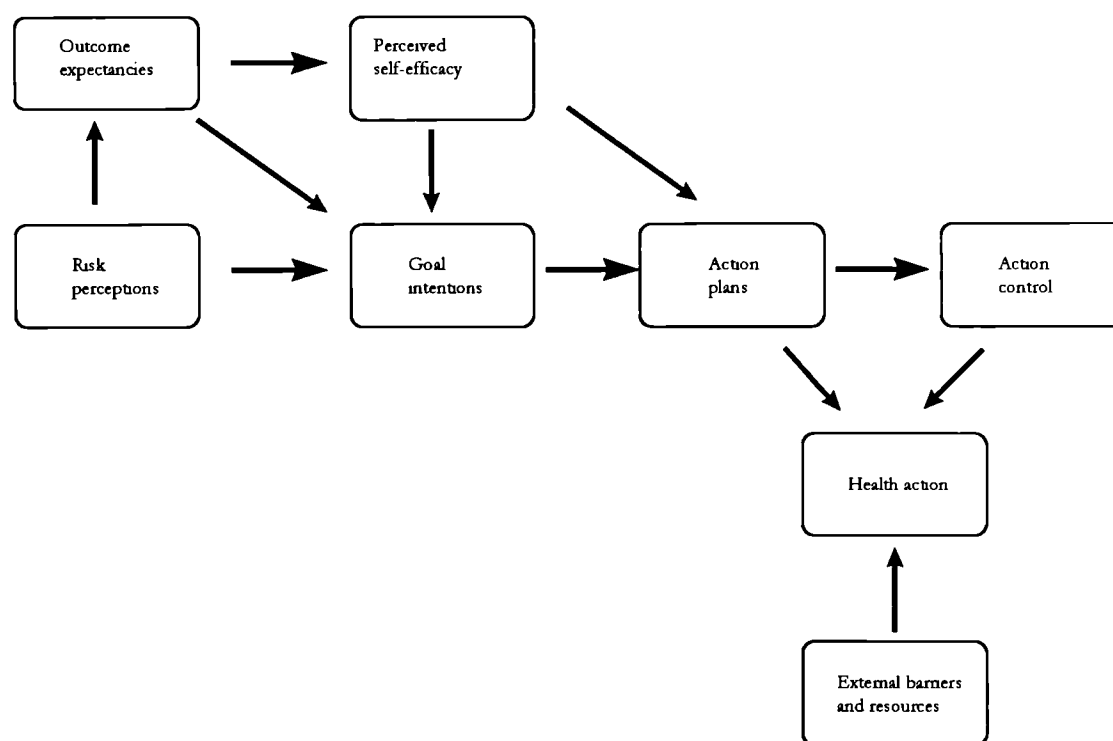 Outcome
expectancies
Perceived
self-efficacy
Risk
perceptions
Goal
intentions
Action
plans
Action
control
Health action
External barriers
and resources